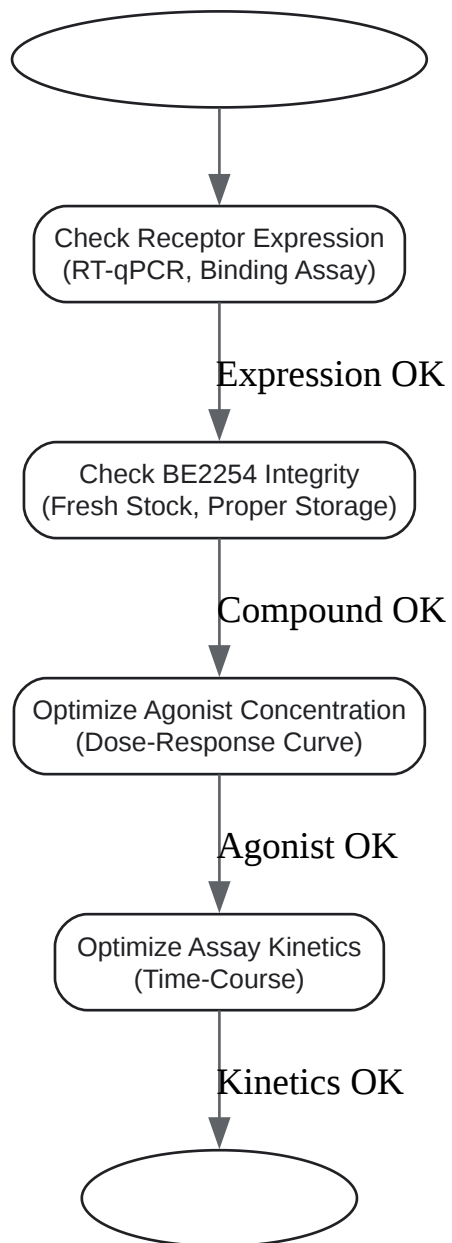 Check Receptor Expression
(RT-qPCR, Binding Assay)
Expression OK
Check BE2254 Integrity
(Fresh Stock, Proper Storage)
Compound OK
Optimize Agonist Concentration
(Dose-Response Curve)
Agonist OK
Optimize Assay Kinetics
(Time-Course)
Kinetics OK